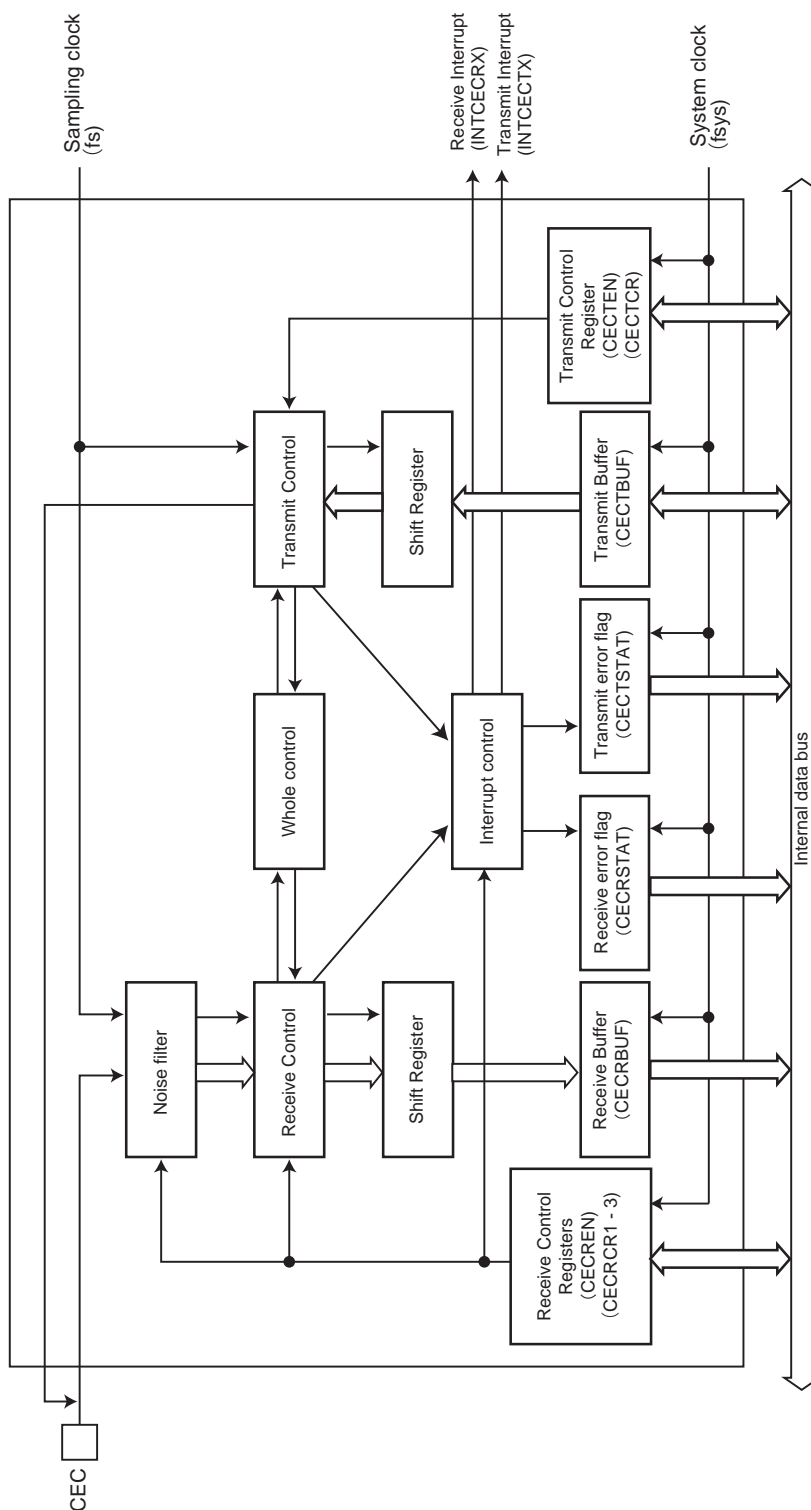 CEC
Sampling clock
(fs)
Noise filter
Receive Control
Whole control
Transmit Control
Shift Register
Shift Register
Interrupt control
Receive Interrupt
(INTCECRX)
Transmit Interrupt
(INTCECTX)
Receive Control
Registers
(CECREN)
(CECRCR1 - 3)
Receive Buffer
(CECRBUF)
Receive error flag
(CECRSTAT)
Transmit error flag
(CECTSTAT)
Transmit Buffer
(CECTBUF)
Transmit Control
Register
(CECTEN)
(CECTCR)
System clock
(fsys)
Internal data bus